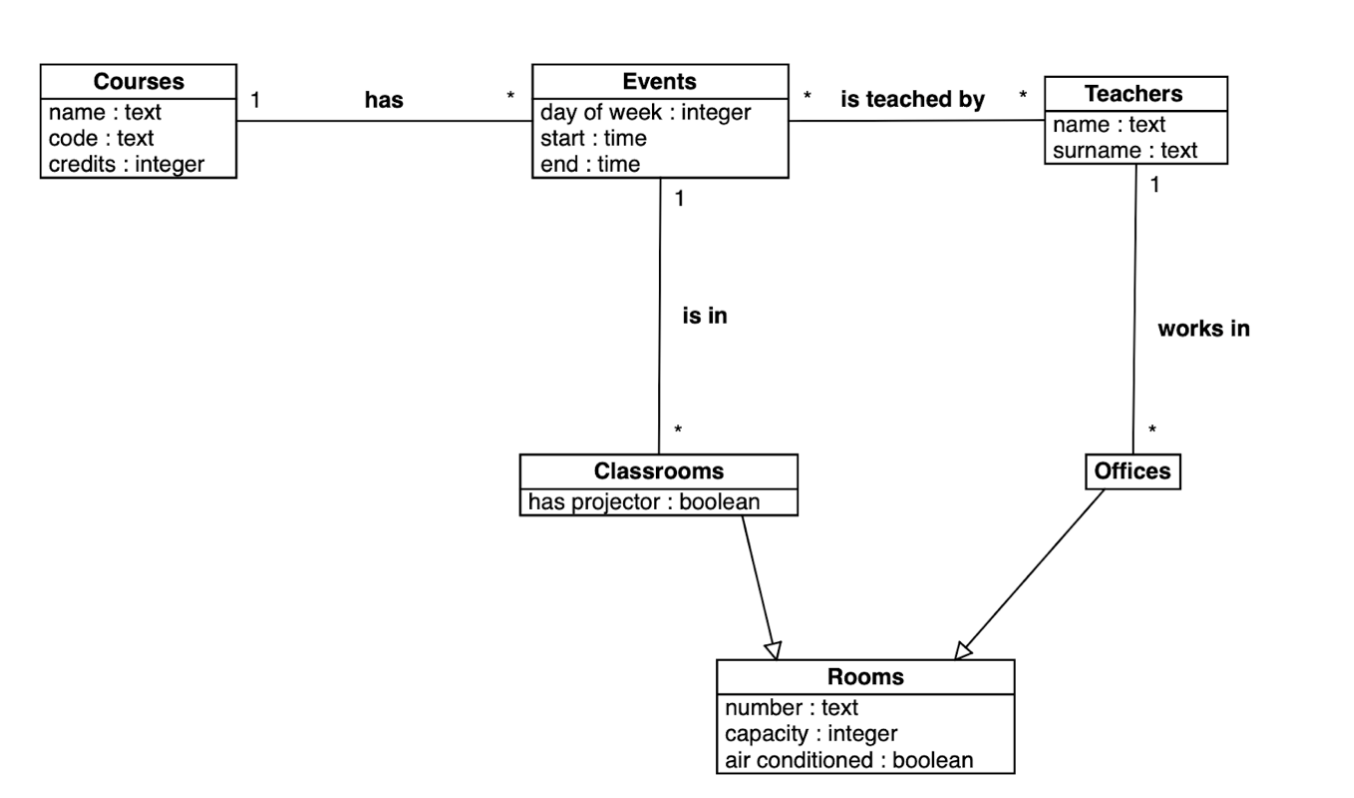 Courses
name : text
code : text
credits : integer
1
has
*
Events
day of week : integer
start : time
end : time
*
is teached by
*
Teachers
name : text
surname : text
1
is in
*
1
works in
*
Classrooms
has projector : boolean
Offices
Rooms
number : text
capacity : integer
air conditioned : boolean